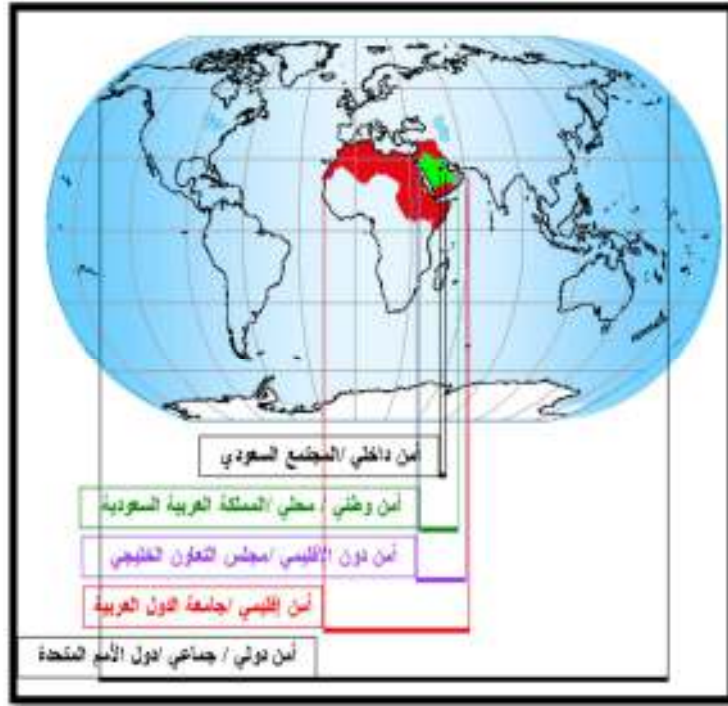 أمن داخلي /المجتمع السعودي
أمن وطني / محلي /المملكة العربية السعودية
أمن دون الأقليمي /مجلس التعاون الخليجي
أمن إقليمي /جامعة الدول العربية
أمن دولي / جماعي /دول الأمم المتحدة